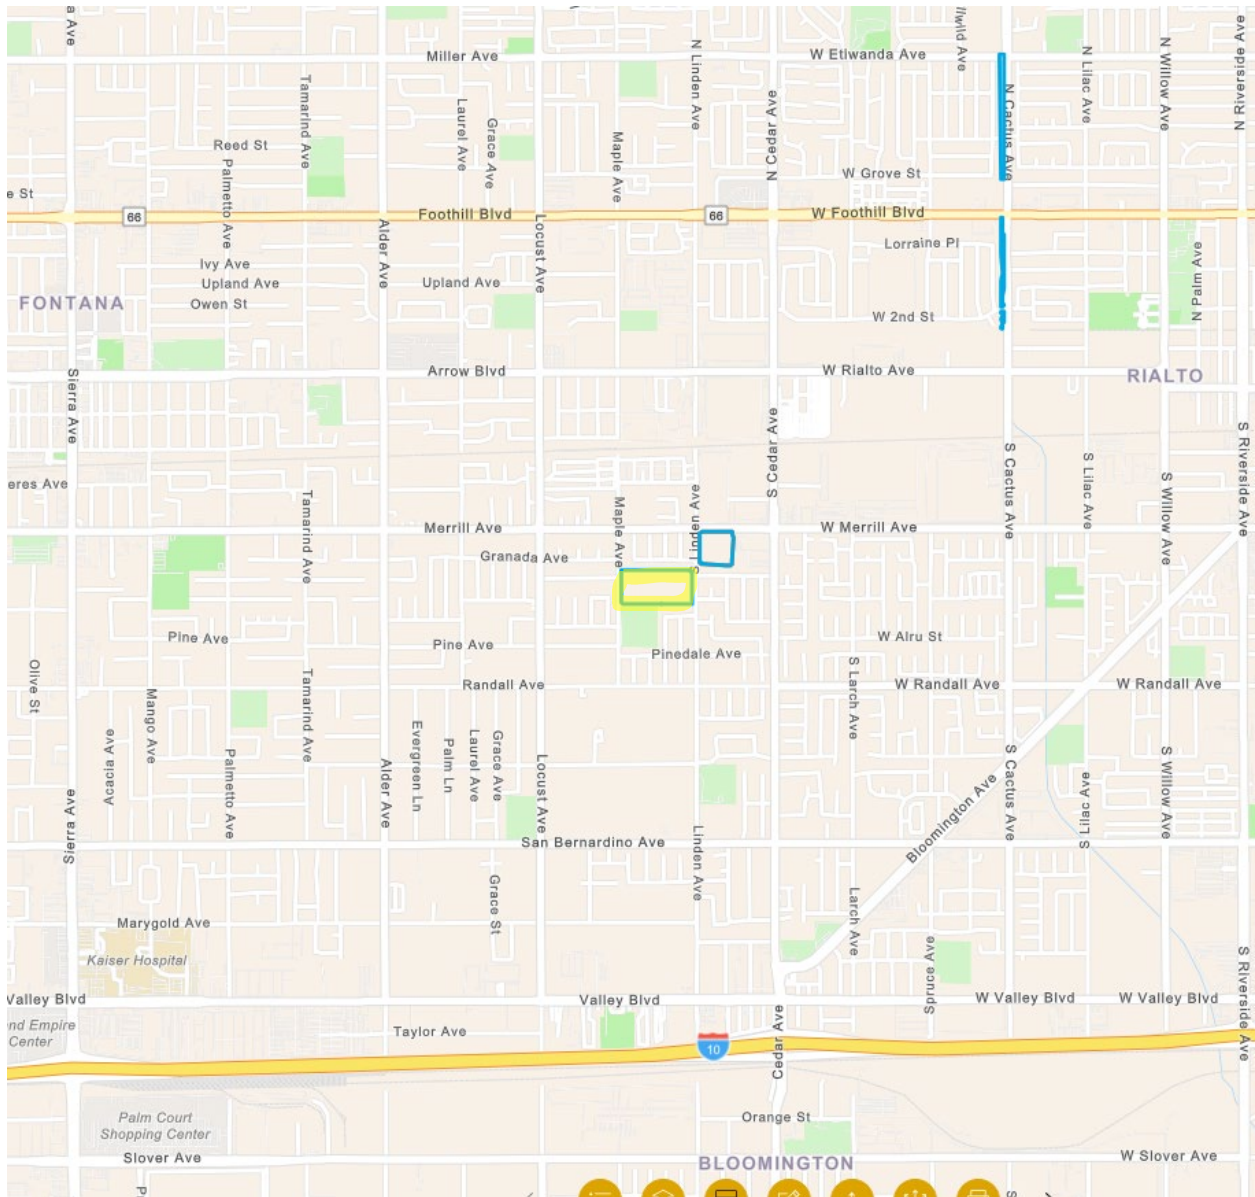 a Ave
Miller Ave
N Linden Ave
W Etiwanda Ave
llwild Ave
N Lilac Ave
N Willow Ave
N Riverside Ave
Tamarind Ave
Laurel Ave
Grace Ave
Maple Ave
N Cedar Ave
N Cactus Ave
Reed St
Palmetto Ave
W Grove St
e St
66
Foothill Blvd
66
W Foothill Blvd
Alder Ave
Locust Ave
Lorraine Pl
N Palm Ave
Ivy Ave
Upland Ave
Upland Ave
FONTANA
Owen St
W 2nd St
Arrow Blvd
W Rialto Ave
RIALTO
Sierra Ave
S Cedar Ave
S Riverside Ave
S Cactus Ave
S Lilac Ave
S Willow Ave
eres Ave
Tamarind Ave
Maple Ave
S Linden Ave
Merrill Ave
W Merrill Ave
Granada Ave
Pine Ave
Pine Ave
W Alru St
Pinedale Ave
Olive St
Mango Ave
Tamarind Ave
Randall Ave
S Larch Ave
W Randall Ave
W Randall Ave
Acacia Ave
Palmetto Ave
Alder Ave
Evergreen Ln
Palm Ln
Laurel Ave
Grace Ave
Locust Ave
S Cactus Ave
S Lilac Ave
S Willow Ave
Bloomington Ave
Sierra Ave
San Bernardino Ave
Linden Ave
Grace St
Larch Ave
Marygold Ave
Kaiser Hospital
Spruce Ave
S Riverside Ave
Valley Blvd
Valley Blvd
W Valley Blvd
W Valley Blvd
nd Empire
Center
Taylor Ave
10
Cedar Ave
Palm Court
Shopping Center
Orange St
Slover Ave
BLOOMINGTON
W Slover Ave